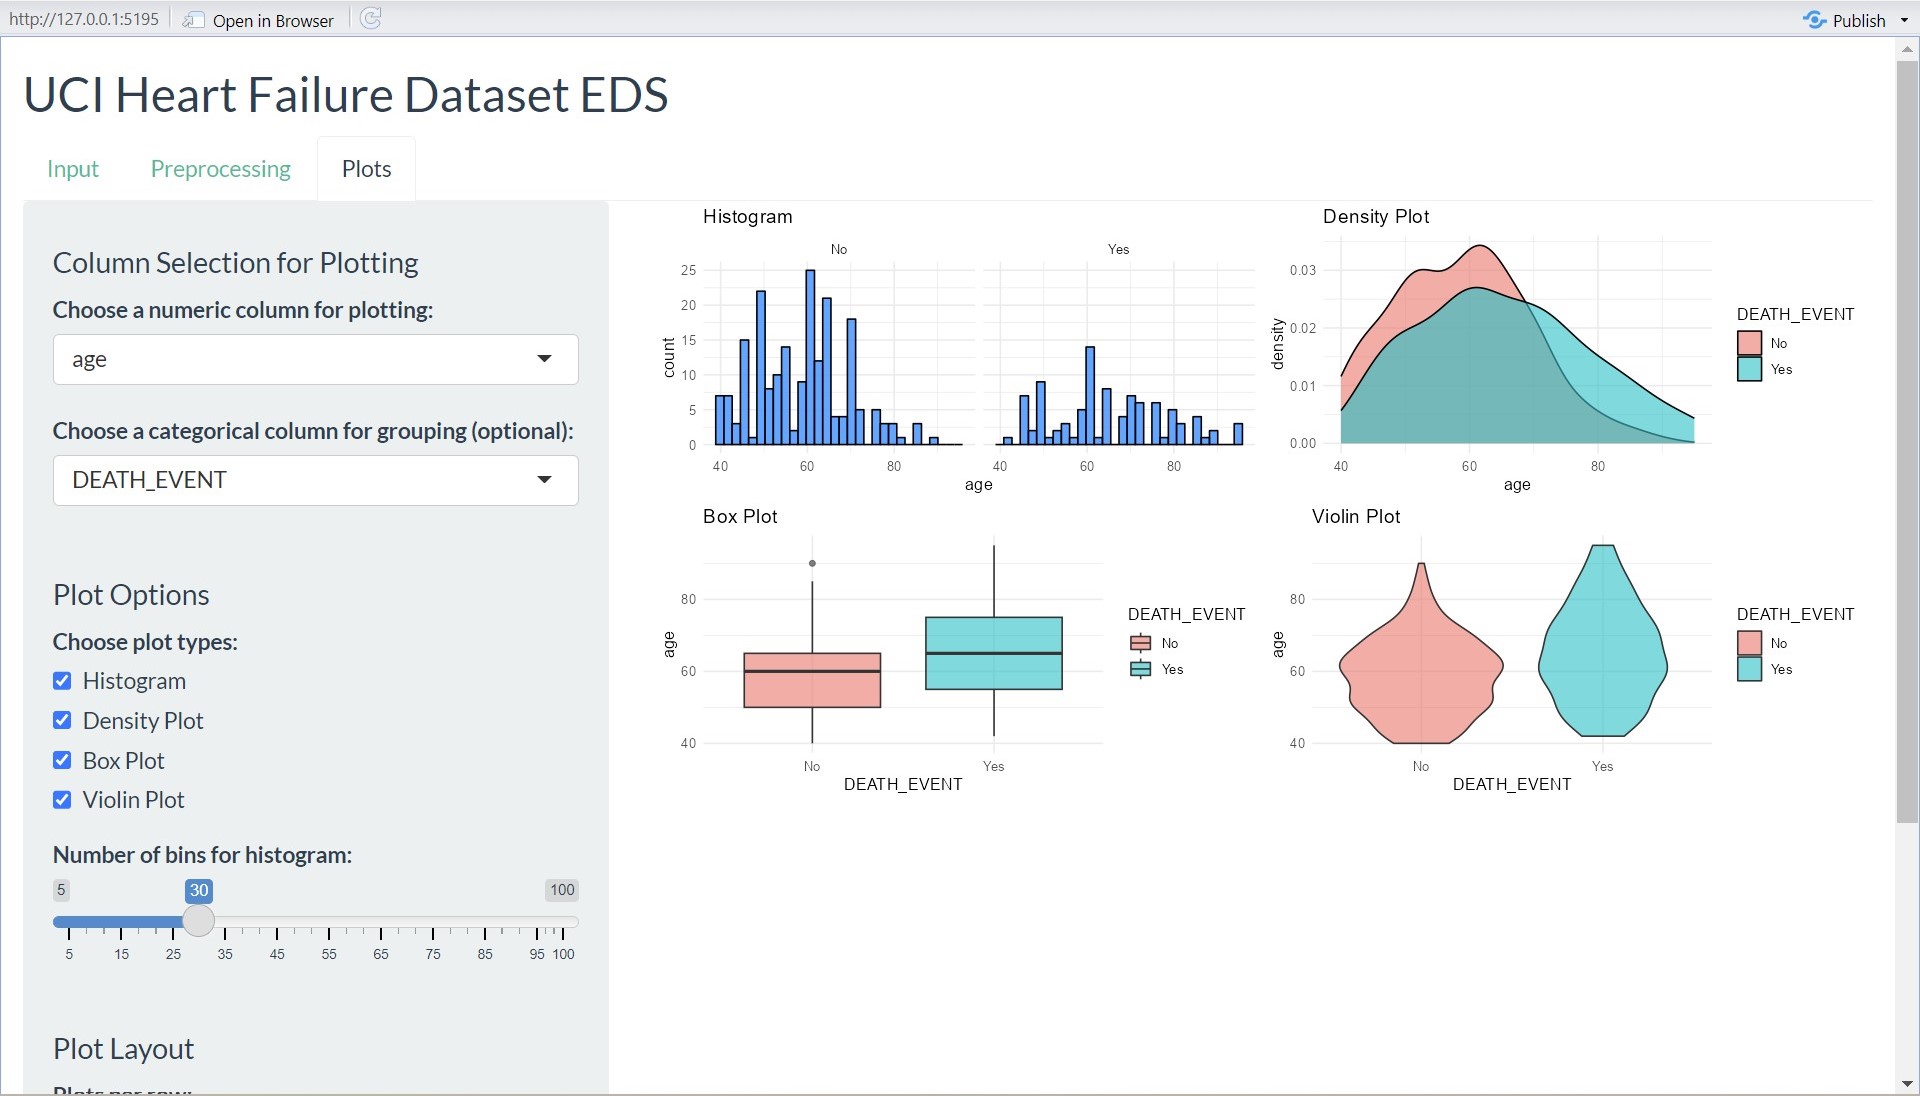 http://127.0.0.1:5195 Open in Browser Publish
UCI Heart Failure Dataset EDS
Input Preprocessing Plots
Column Selection for Plotting
Choose a numeric column for plotting:
age
Choose a categorical column for grouping (optional):
DEATH_EVENT
Plot Options
Choose plot types:
Histogram
Density Plot
Box Plot
Violin Plot
Number of bins for histogram:
5 30 100
5 15 25 35 45 55 65 75 85 95 100
Plot Layout
Plots per row:
Histogram
No Yes
25
20
15
10
5
0
count
40 60 80 40 60 80
age
Density Plot
0.03
0.02
0.01
0.00
density
40 60 80
age
DEATH_EVENT
No
Yes
Box Plot
80
60
40
age
No Yes
DEATH_EVENT
DEATH_EVENT
No
Yes
Violin Plot
80
60
40
age
No Yes
DEATH_EVENT
DEATH_EVENT
No
Yes